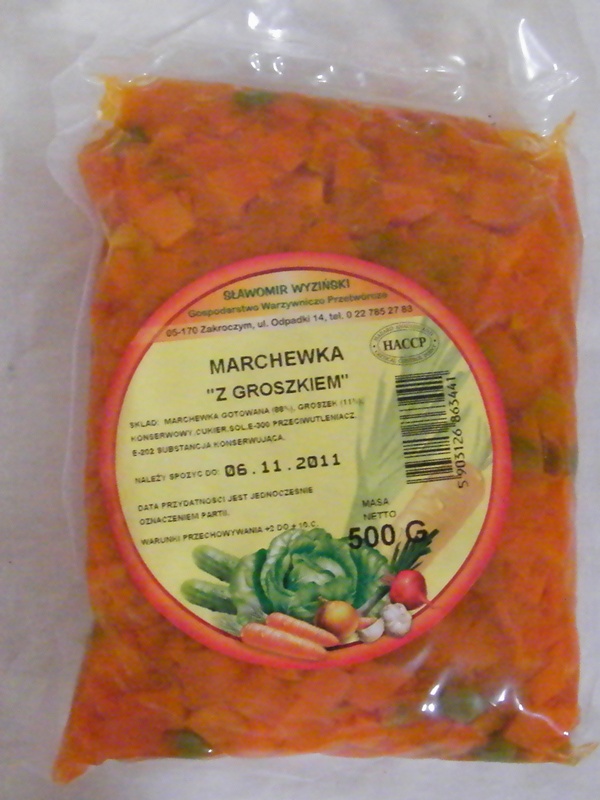 SŁAWOMIR WYZIŃSKI
Gospodarstwo Warzywniczo Przetwórcze
05-170 Zakroczym, ul. Odpadki 14, tel. 0 22 785 27 83
HACCP
MARCHEWKA
"Z GROSZKIEM"
SKŁAD: MARCHEWKA GOTOWANA (88%), GROSZEK (11%)
KONSERWOWY,CUKIER,SOL,E-300 PRZECIWUTLENIACZ,
E-202 SUBSTANCJA KONSERWUJĄCA.
NALEŻY SPOŻYĆ DO: 06.11.2011
DATA PRZYDATNOŚCI JEST JEDNOCZEŚNIE
OZNACZENIEM PARTII.
WARUNKI PRZECHOWYWANIA +2 DO + 10 C.
MASA
NETTO
500 G
5 903126 863441